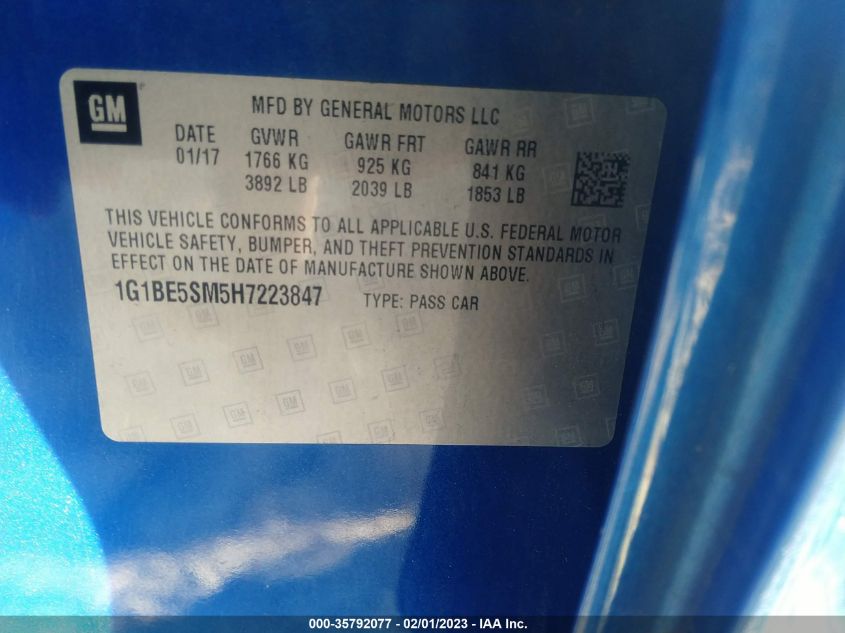 GM
MFD BY GENERAL MOTORS LLC
DATE GVWR GAWR FRT GAWR RR
01/17 1766 KG 925 KG 841 KG
3892 LB 2039 LB 1853 LB
THIS VEHICLE CONFORMS TO ALL APPLICABLE U.S. FEDERAL MOTOR
VEHICLE SAFETY, BUMPER, AND THEFT PREVENTION STANDARDS IN
EFFECT ON THE DATE OF MANUFACTURE SHOWN ABOVE.
1G1BE5SM5H7223847 TYPE: PASS CAR
000-35792077 - 02/01/2023 - IAA Inc.